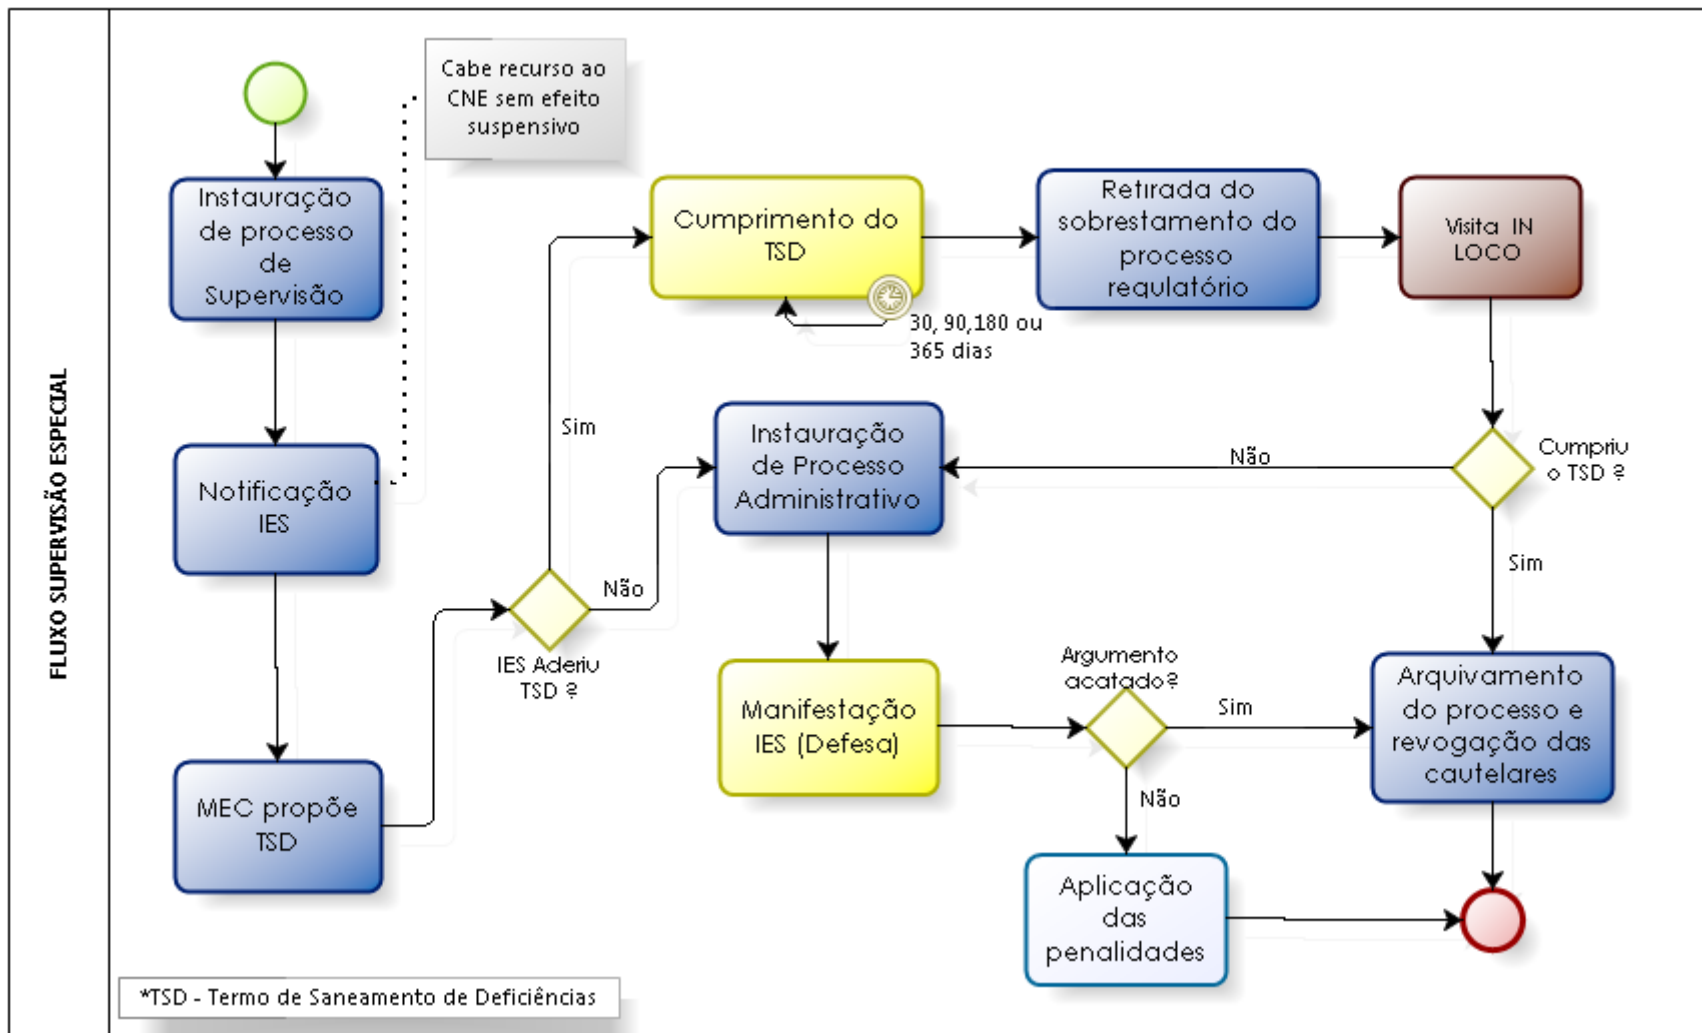 FLUXO SUPERVISÃO ESPECIAL
Cabe recurso ao
CNE sem efeito
suspensivo
Instauração
de processo
de
Supervisão
Notificação
IES
MEC propõe
TSD
IES Aderiu
TSD ?
Sim
Não
Cumprimento do
TSD
30, 90,180 ou
365 dias
Retirada do
sobrestamento do
processo
regulatório
Visita IN
LOCO
Cumpriu
o TSD ?
Não
Sim
Instauração
de Processo
Administrativo
Manifestação
IES (Defesa)
Argumento
acatado?
Sim
Não
Arquivamento
do processo e
revogação das
cautelares
Aplicação
das
penalidades
*TSD - Termo de Saneamento de Deficiências